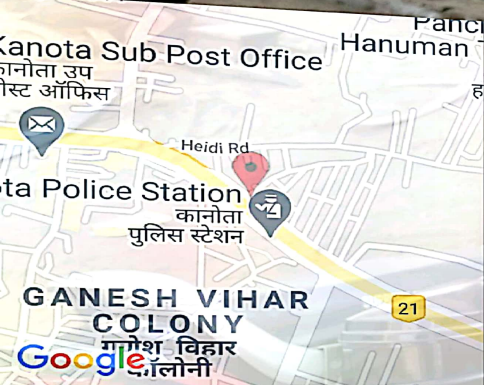 Panc
Hanuman
Kanota Sub Post Office
कानोता उप
पोस्ट ऑफिस
Heidi Rd
ta Police Station
कानोता
पुलिस स्टेशन
21
GANESH VIHAR
COLONY
गणेश विहार
कॉलोनी
Google